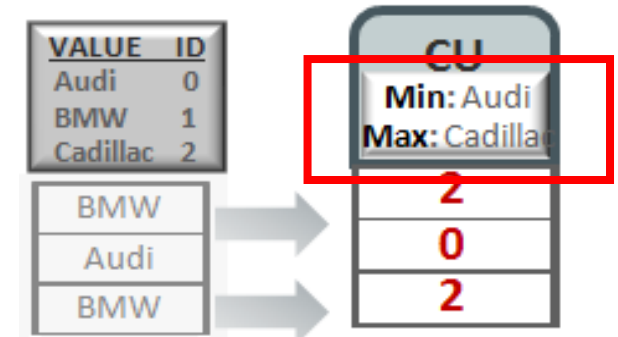 VALUE ID
Audi 0
BMW 1
Cadillac 2
BMW
Audi
BMW
CU
Min: Audi
Max: Cadillac
2
0
2